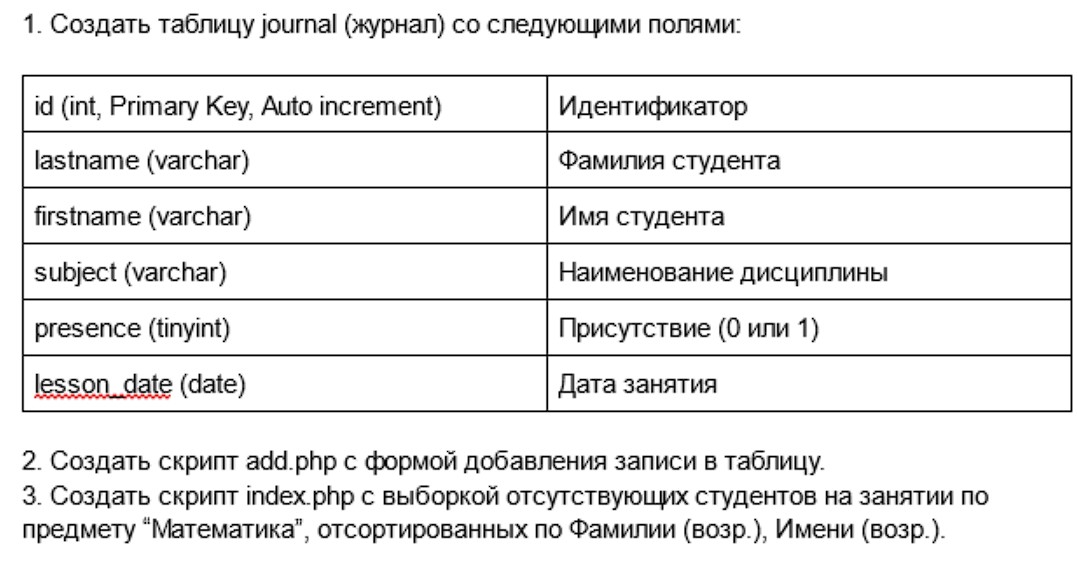 1. Создать таблицу journal (журнал) со следующими полями:
id (int, Primary Key, Auto increment) Идентификатор
lastname (varchar) Фамилия студента
firstname (varchar) Имя студента
subject (varchar) Наименование дисциплины
presence (tinyint) Присутствие (0 или 1)
lesson_date (date) Дата занятия
2. Создать скрипт add.php с формой добавления записи в таблицу.
3. Создать скрипт index.php с выборкой отсутствующих студентов на занятии по
предмету “Математика”, отсортированных по Фамилии (возр.), Имени (возр.).